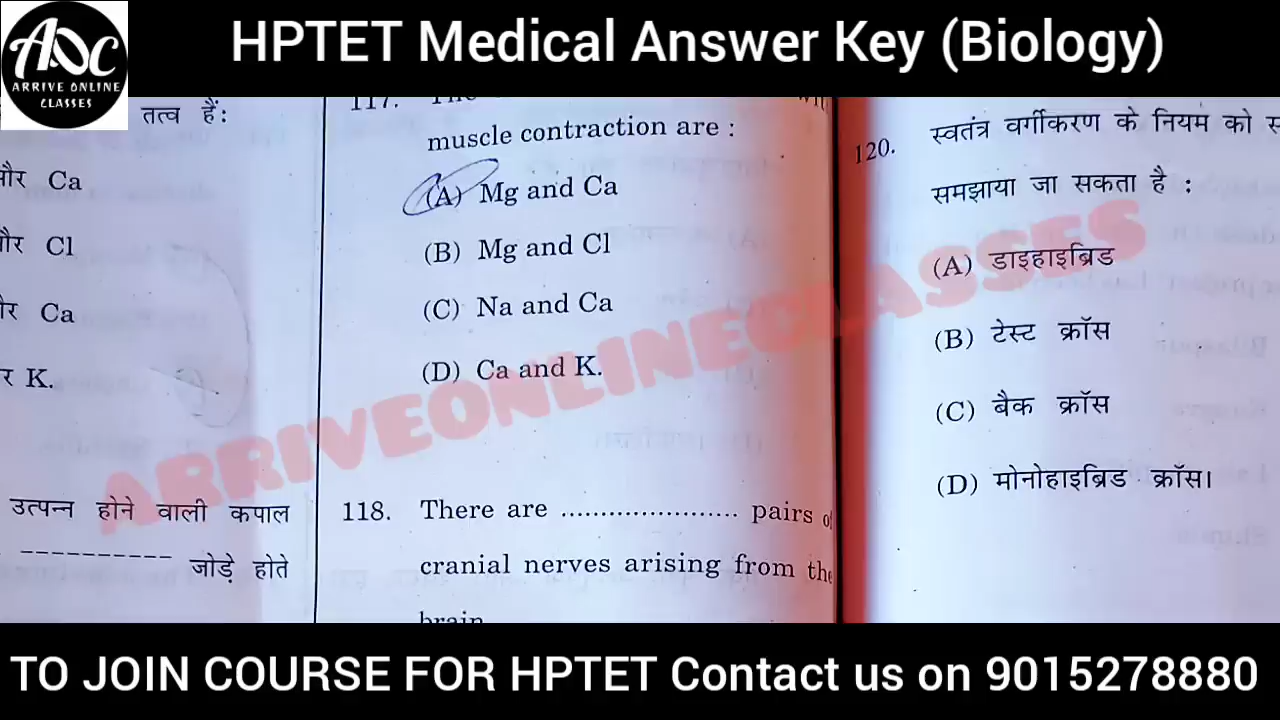 HPTET Medical Answer Key (Biology)
ADC
ARRIVE ONLINE
CLASSES
तत्व हैं:
और Ca
और Cl
Ca
K.
उत्पन्न होने वाली कपाल
---------- जोड़े होते
117.
muscle contraction are :
(A) Mg and Ca
(B) Mg and Cl
(C) Na and Ca
(D) Ca and K.
118. There are ...................... pairs of
cranial nerves arising from the
brain
120. स्वतंत्र वर्गीकरण के नियम को
समझाया जा सकता है :
(A) डाइहाइब्रिड
(B) टेस्ट क्रॉस
(C) बैक क्रॉस
(D) मोनोहाइब्रिड क्रॉस।
ARRIVEONLINECLASSES
TO JOIN COURSE FOR HPTET Contact us on 9015278880